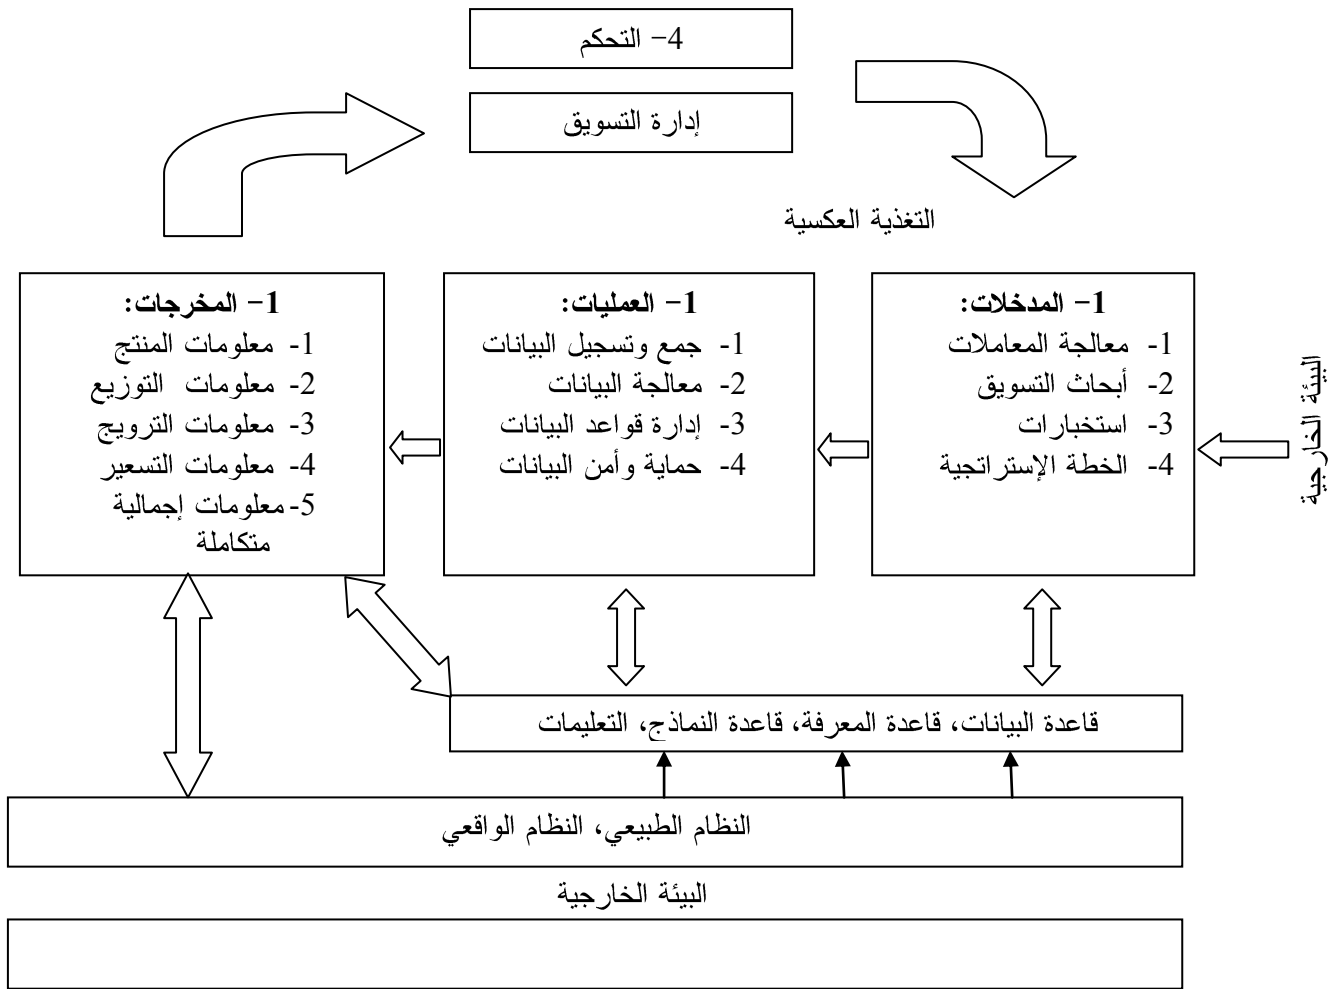 4- التحكم
إدارة التسويق
التغذية العكسية
1- المدخلات:
1- معالجة المعاملات
2- أبحاث التسويق
3- استخبارات
4- الخطة الإستراتجية
البيئة الخارجية
1- العمليات:
1- جمع وتسجيل البيانات
2- معالجة البيانات
3- إدارة قواعد البيانات
4- حماية وأمن البيانات
1- المخرجات:
1- معلومات المنتج
2- معلومات التوزيع
3- معلومات الترويج
4- معلومات التسعير
5- معلومات إجمالية
متكاملة
قاعدة البيانات، قاعدة المعرفة، قاعدة النماذج، التعليمات
النظام الطبيعي، النظام الواقعي
البيئة الخارجية